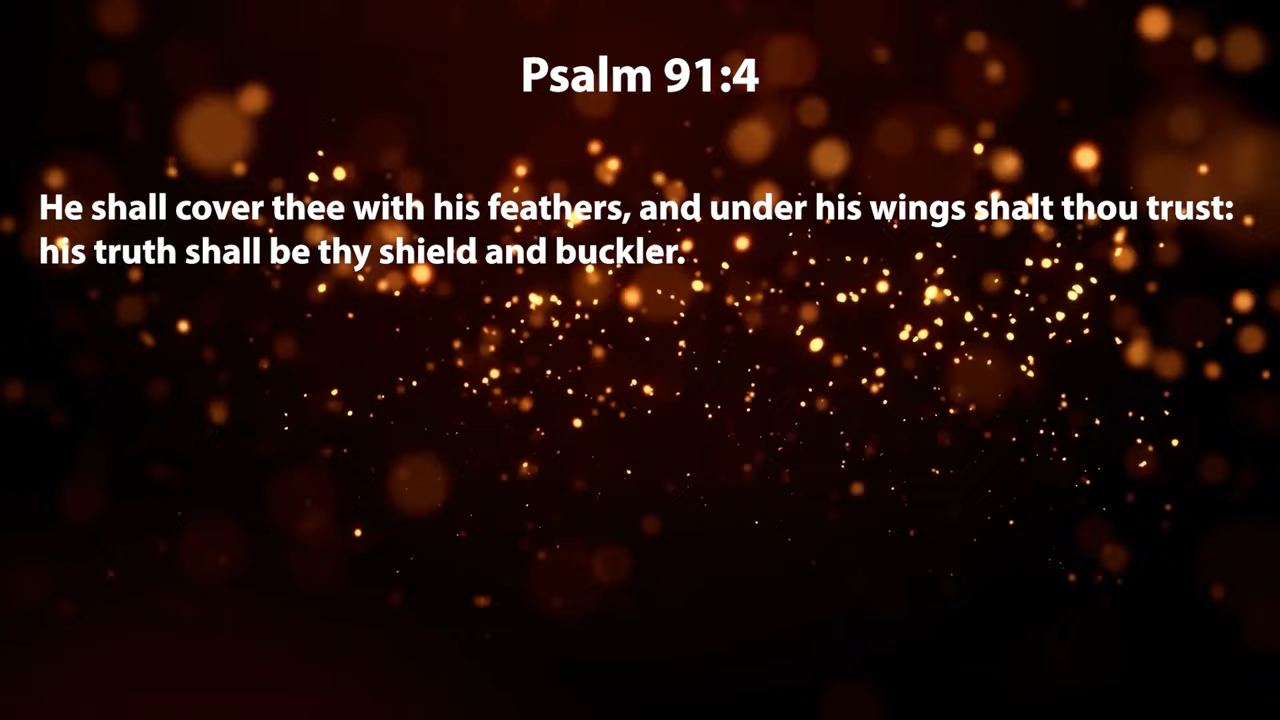 Psalm 91:4
He shall cover thee with his feathers, and under his wings shalt thou trust:
his truth shall be thy shield and buckler.